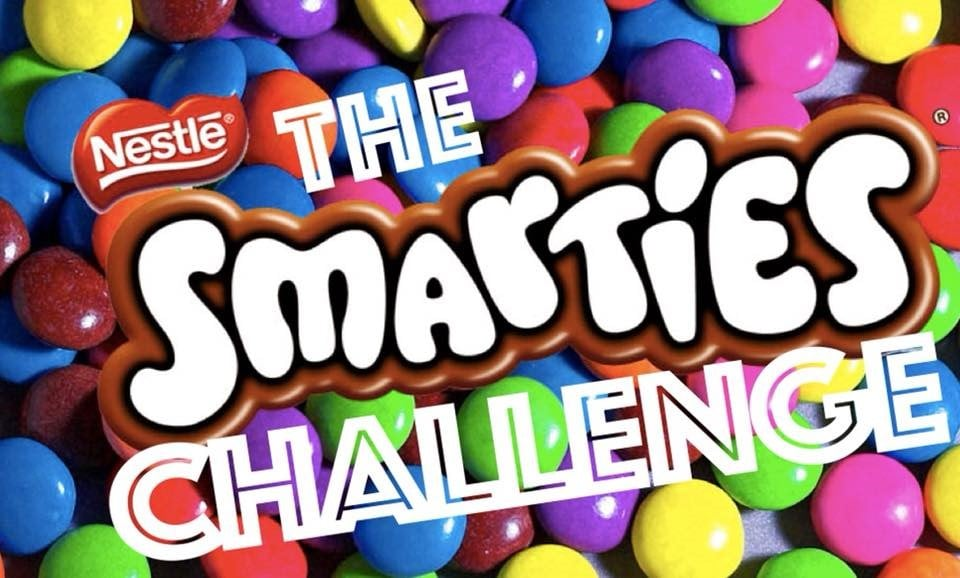 Nestlé®
THE
SMARTIES
CHALLENGE
®